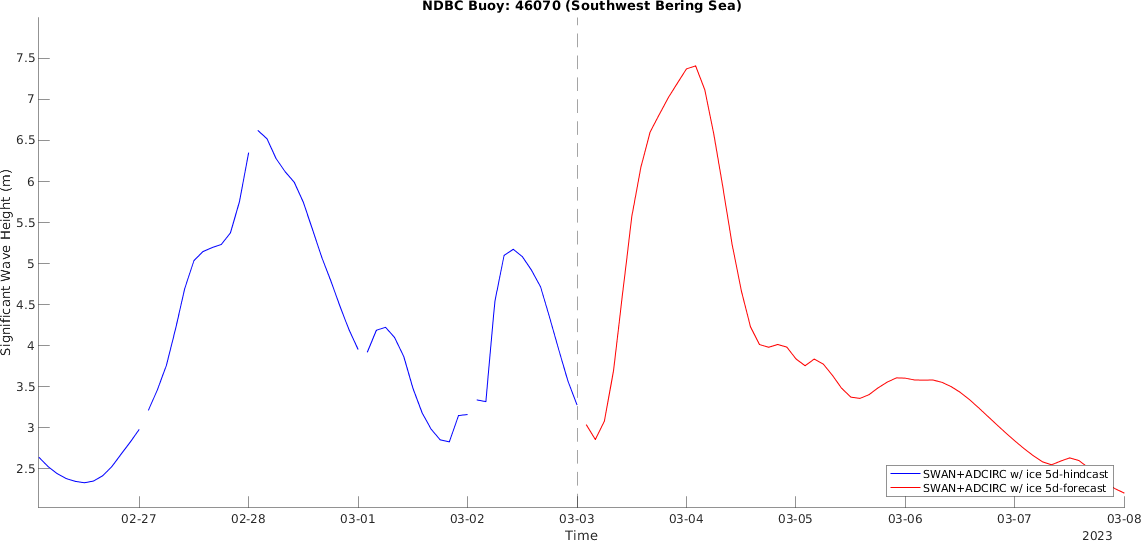 NDBC Buoy: 46070 (Southwest Bering Sea)
Significant Wave Height (m)
7.5
7
6.5
6
5.5
5
4.5
4
3.5
3
2.5
SWAN+ADCIRC w/ ice 5d-hindcast
SWAN+ADCIRC w/ ice 5d-forecast
02-27 02-28 03-01 03-02 03-03 03-04 03-05 03-06 03-07 03-08
Time
2023